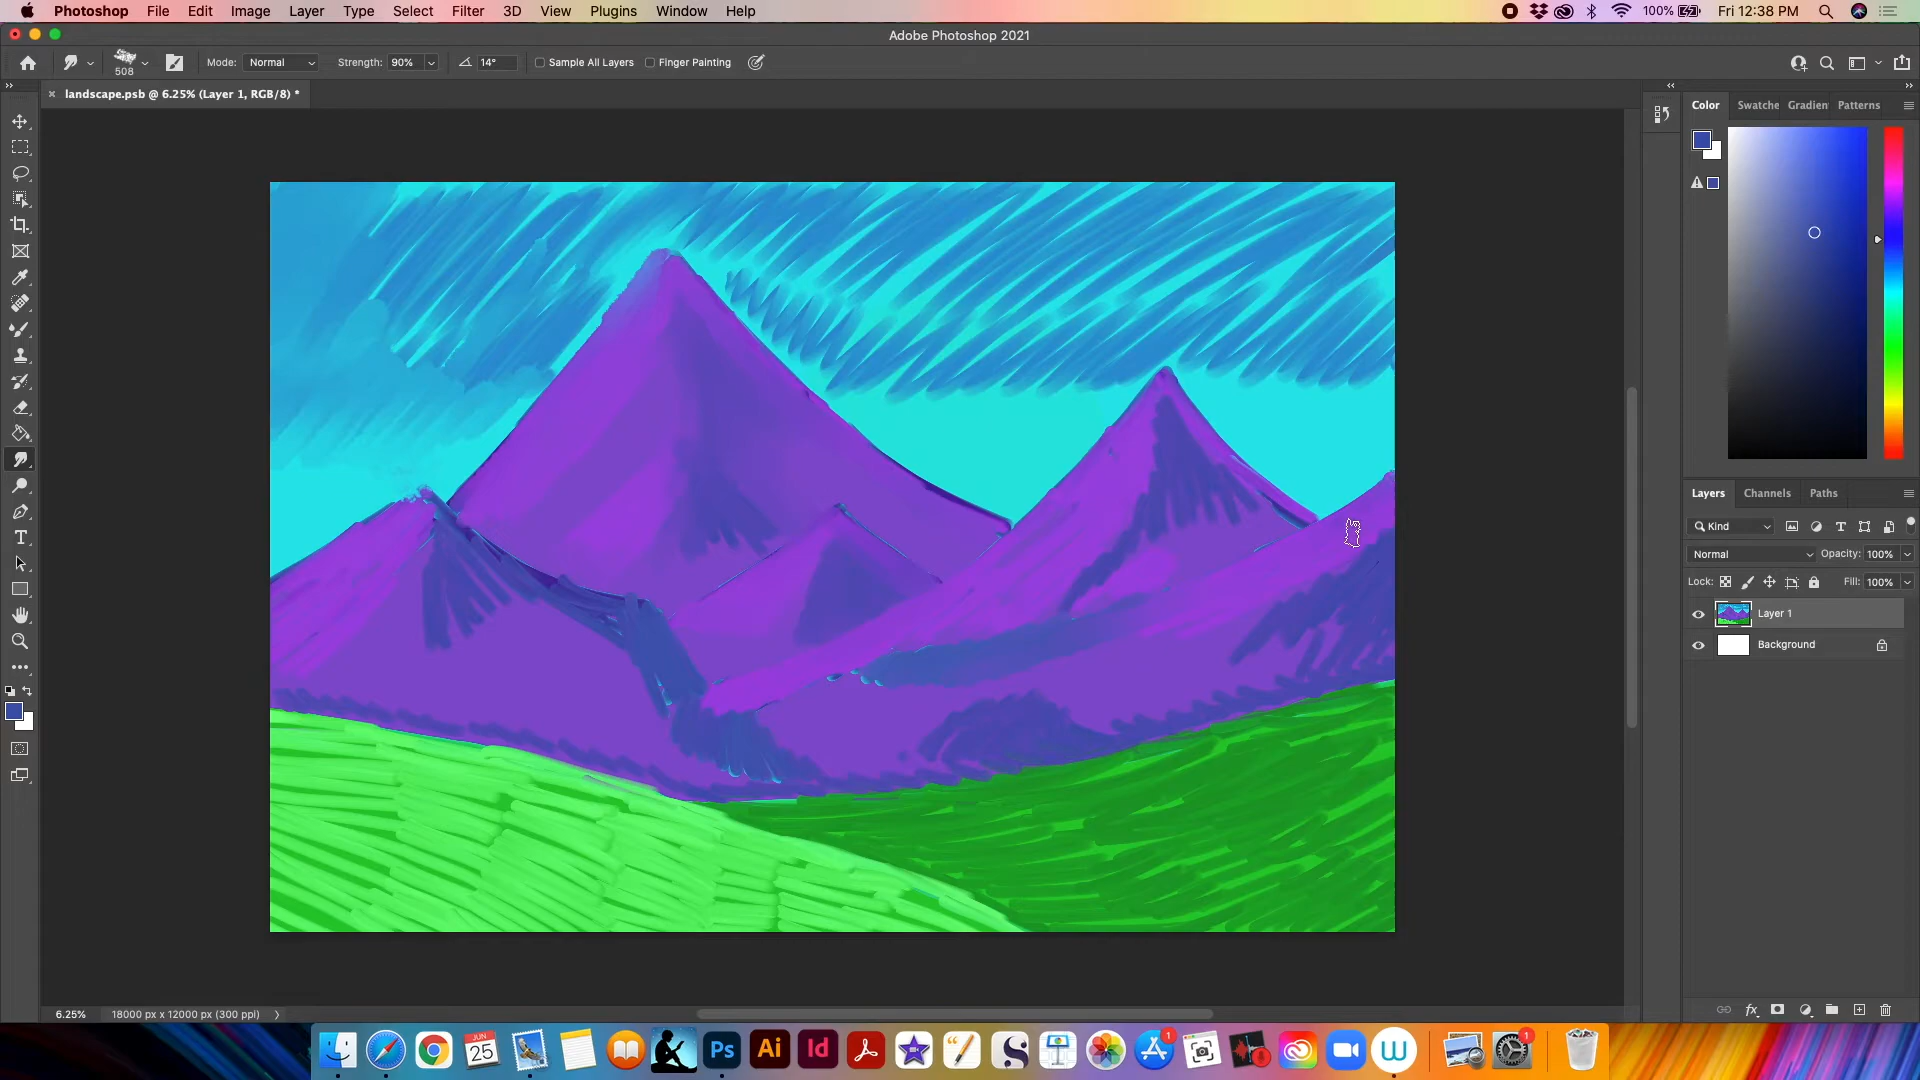 Photoshop File Edit Image Layer Type Select Filter 3D View Plugins Window Help 100% Fri 12:38 PM
Adobe Photoshop 2021
508 Mode: Normal Strength: 90% 14° Sample All Layers Finger Painting
landscape.psb @ 6.25% (Layer 1, RGB/8) *
Color Swatche Gradien Patterns
Layers Channels Paths
Kind
Normal Opacity: 100%
Lock: Fill: 100%
Layer 1
Background
6.25% 18000 px x 12000 px (300 ppi)
JUN
25
Ps Ai Id 1 1